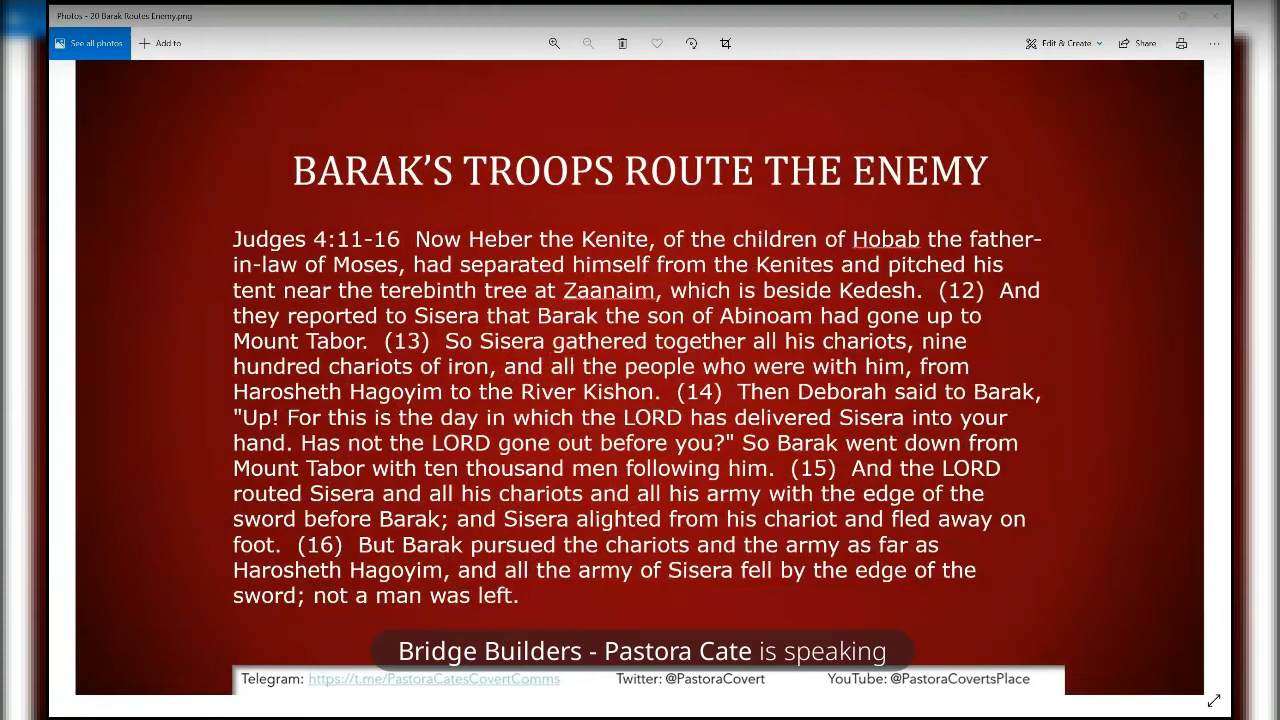 Photos - 20 Barak Routes Enemy.png
See all photos
Add to
Edit & Create
Share
BARAK’S TROOPS ROUTE THE ENEMY
Judges 4:11-16 Now Heber the Kenite, of the children of Hobab the father-
in-law of Moses, had separated himself from the Kenites and pitched his
tent near the terebinth tree at Zaanaim, which is beside Kedesh. (12) And
they reported to Sisera that Barak the son of Abinoam had gone up to
Mount Tabor. (13) So Sisera gathered together all his chariots, nine
hundred chariots of iron, and all the people who were with him, from
Harosheth Hagoyim to the River Kishon. (14) Then Deborah said to Barak,
"Up! For this is the day in which the LORD has delivered Sisera into your
hand. Has not the LORD gone out before you?" So Barak went down from
Mount Tabor with ten thousand men following him. (15) And the LORD
routed Sisera and all his chariots and all his army with the edge of the
sword before Barak; and Sisera alighted from his chariot and fled away on
foot. (16) But Barak pursued the chariots and the army as far as
Harosheth Hagoyim, and all the army of Sisera fell by the edge of the
sword; not a man was left.
Bridge Builders - Pastora Cate is speaking
Telegram: https://t.me/PastoraCatesCovertComms Twitter: @PastoraCovert YouTube: @PastoraCovertsPlace